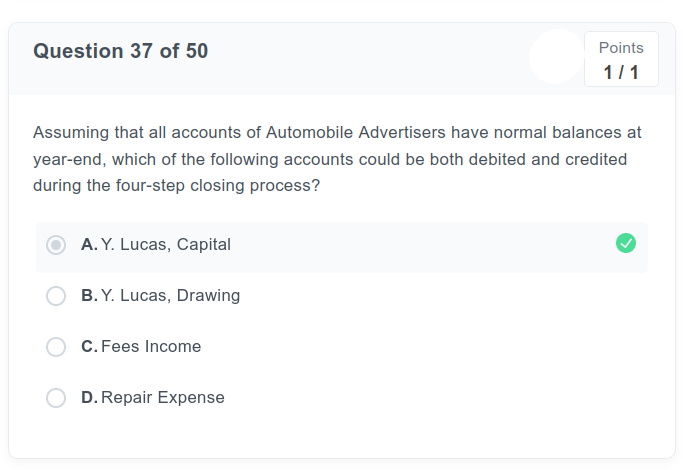 Question 37 of 50
Points
1 / 1
Assuming that all accounts of Automobile Advertisers have normal balances at
year-end, which of the following accounts could be both debited and credited
during the four-step closing process?
A. Y. Lucas, Capital
B. Y. Lucas, Drawing
C. Fees Income
D. Repair Expense